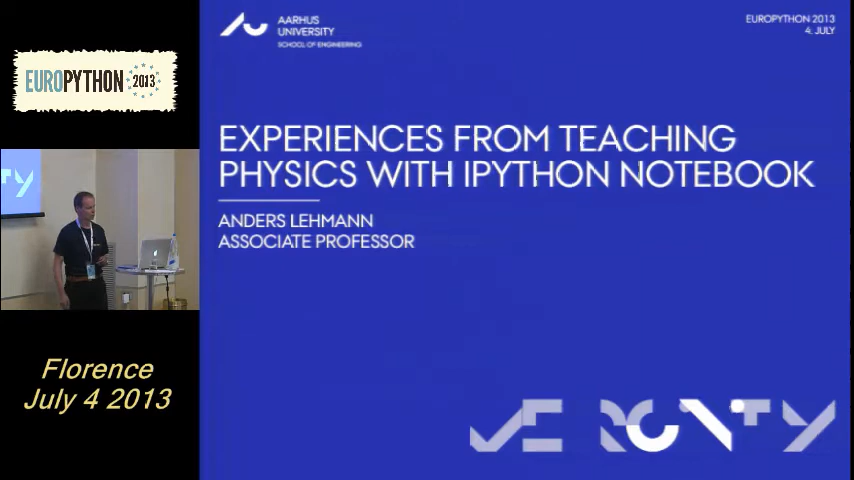 EUROPYTHON 2013
Florence
July 4 2013
AARHUS
UNIVERSITY
SCHOOL OF ENGINEERING
EUROPYTHON 2013
4. JULY
EXPERIENCES FROM TEACHING
PHYSICS WITH IPYTHON NOTEBOOK
ANDERS LEHMANN
ASSOCIATE PROFESSOR